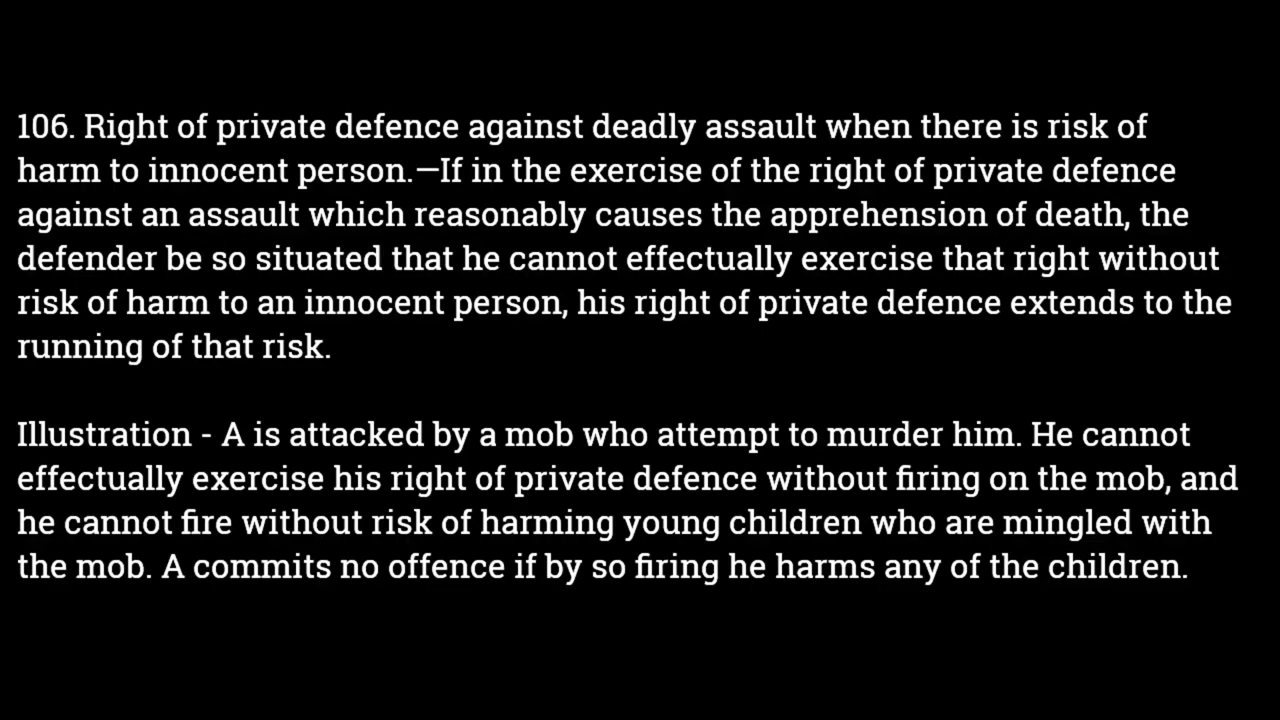 106. Right of private defence against deadly assault when there is risk of
harm to innocent person.—If in the exercise of the right of private defence
against an assault which reasonably causes the apprehension of death, the
defender be so situated that he cannot effectually exercise that right without
risk of harm to an innocent person, his right of private defence extends to the
running of that risk.
Illustration - A is attacked by a mob who attempt to murder him. He cannot
effectually exercise his right of private defence without firing on the mob, and
he cannot fire without risk of harming young children who are mingled with
the mob. A commits no offence if by so firing he harms any of the children.